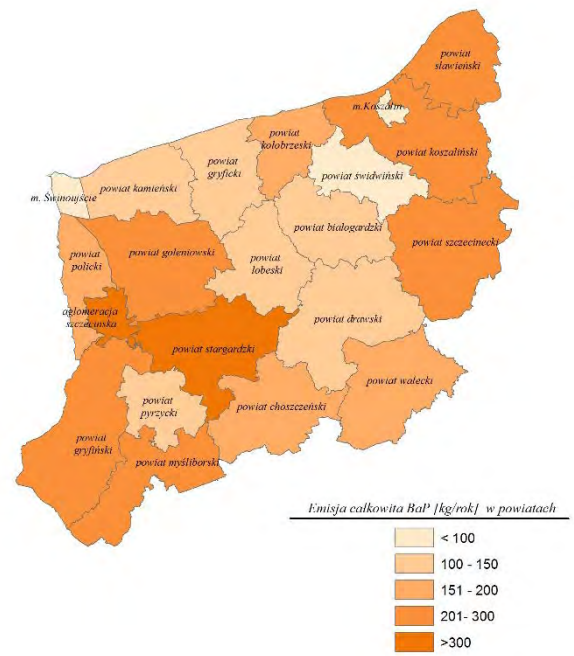 powiat
sławieński
m.Koszalin
powiat
kołobrzeski
powiat koszaliński
powiat
gryficki
powiat świdwiński
powiat kamieński
m. Świnoujście
powiat białogardzki
powiat goleniowski
powiat szczecinecki
powiat
policki
powiat
łobeski
aglomeracja
szczecińska
powiat drawski
powiat stargardzki
powiat wałecki
powiat
pyrzycki
powiat choszczeński
powiat
gryfiński
powiat myśliborski
Emisja całkowita BaP [kg/rok] w powiatach
< 100
100 - 150
151 - 200
201- 300
>300